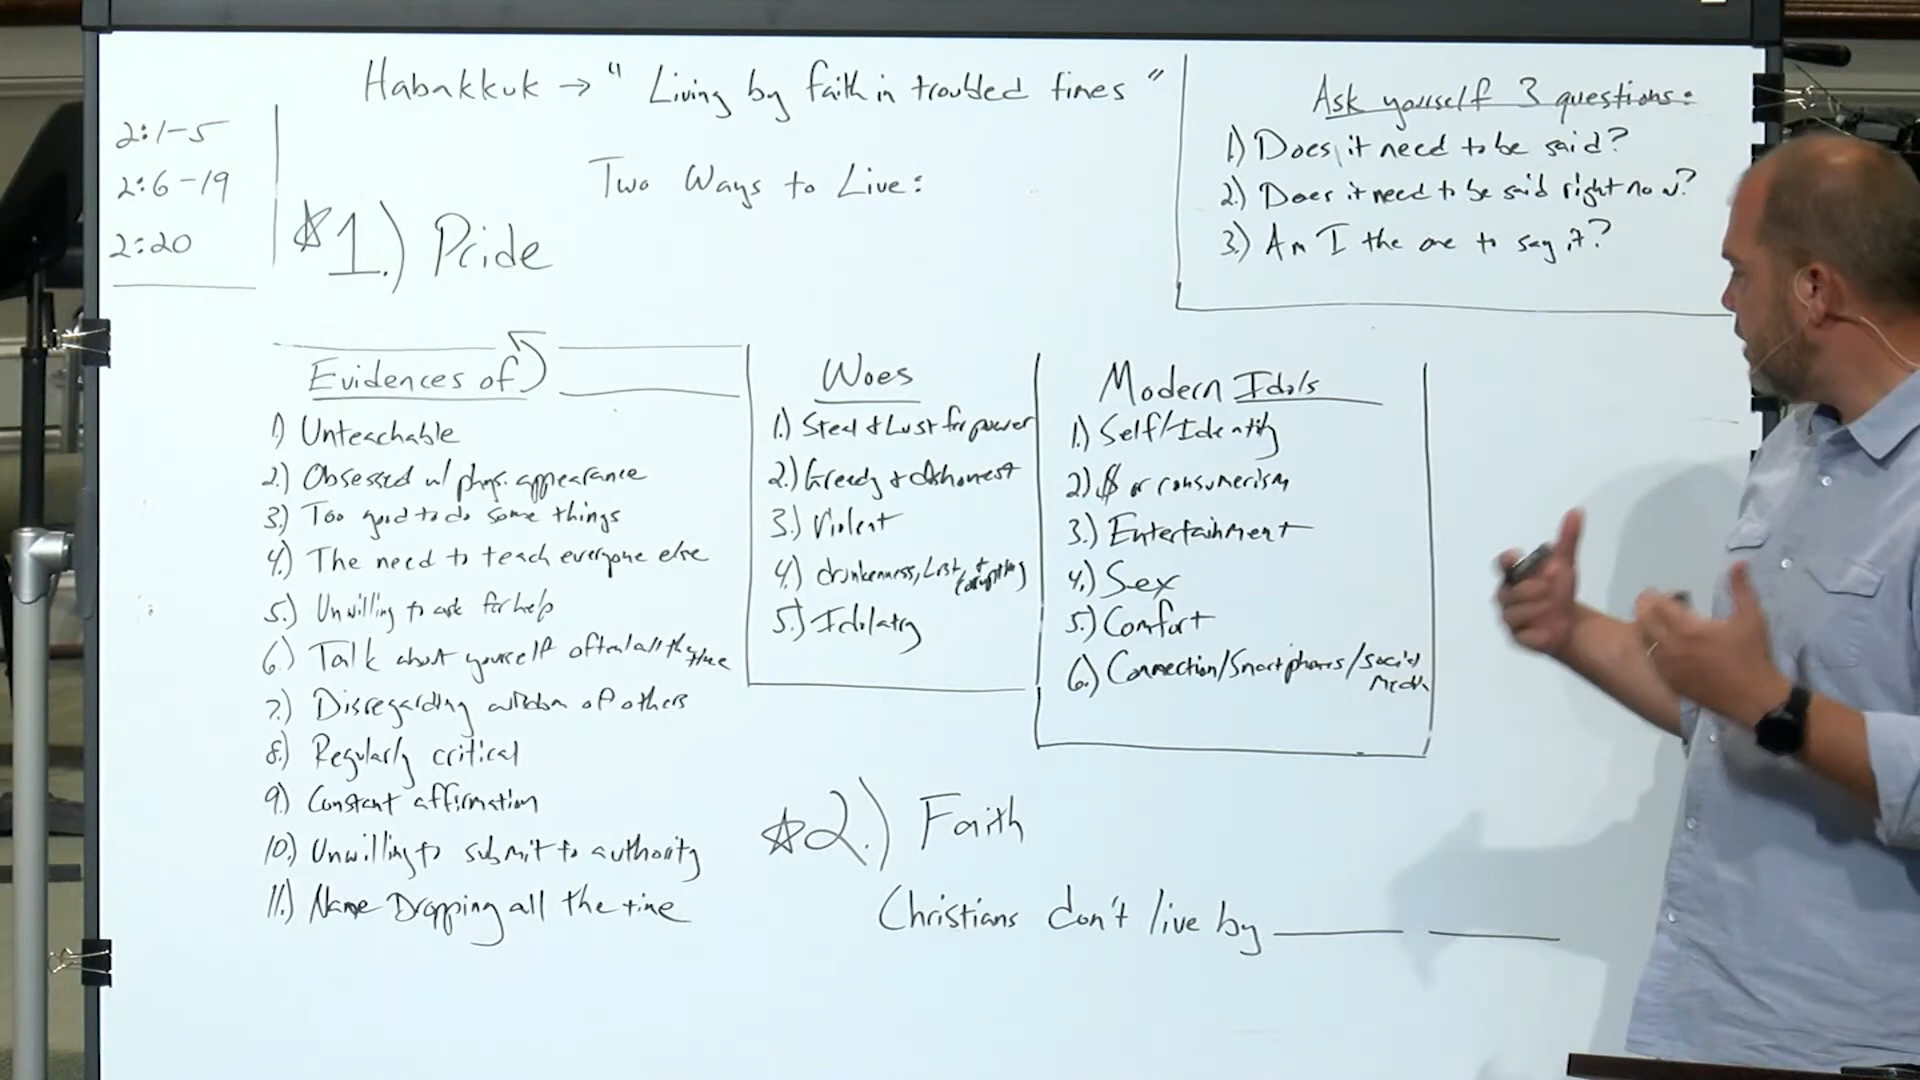 Habakkuk → "Living by faith in troubled times"
2:1-5
2:6-19
2:20
Two Ways to Live:
☆1.) Pride
Ask yourself 3 questions:
1.) Does it need to be said?
2.) Does it need to be said right now?
3.) Am I the one to say it?
Evidences of
1.) Unteachable
2.) Obsessed w/ phys. appearance
3.) Too good to do some things
4.) The need to teach everyone else
5.) Unwilling to ask for help
6.) Talk about yourself often/all the time
7.) Disregarding wisdom of others
8.) Regularly critical
9.) Constant affirmation
10.) Unwilling to submit to authority
11.) Name Dropping all the time
Woes
1.) Steal & Lust for power
2.) Greedy & dishonest
3.) Violent
4.) drunkenness, Lust, +
5.) Idolatry
Modern Idols
1.) Self/Identity
2.) $ or consumerism
3.) Entertainment
4.) Sex
5.) Comfort
6.) Connection/Smartphones/social
media
☆2.) Faith
Christians don't live by ____ ____